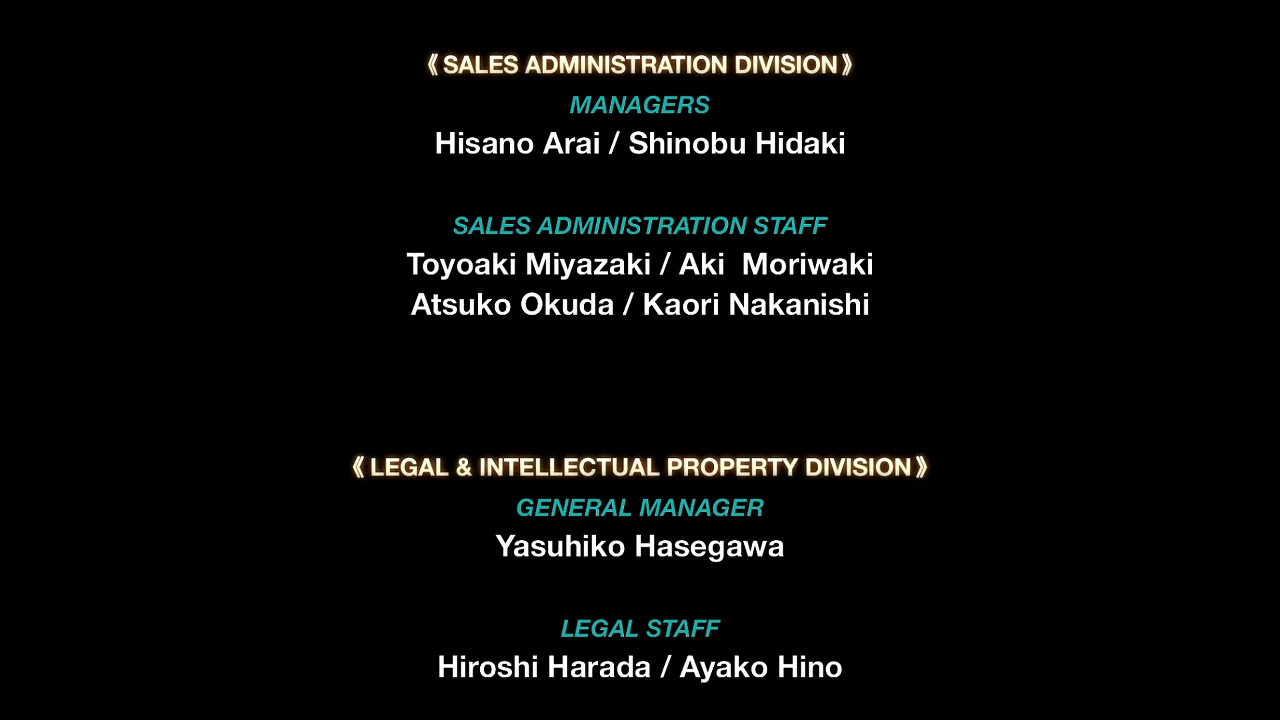 《SALES ADMINISTRATION DIVISION》
MANAGERS
Hisano Arai / Shinobu Hidaki
SALES ADMINISTRATION STAFF
Toyoaki Miyazaki / Aki  Moriwaki
Atsuko Okuda / Kaori Nakanishi
《LEGAL & INTELLECTUAL PROPERTY DIVISION》
GENERAL MANAGER
Yasuhiko Hasegawa
LEGAL STAFF
Hiroshi Harada / Ayako Hino